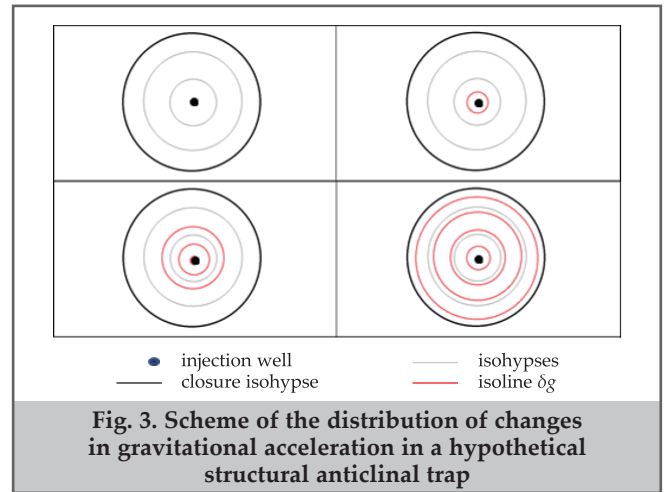 injection well
isohypses
closure isohypse
isoline δg
Fig. 3. Scheme of the distribution of changes
in gravitational acceleration in a hypothetical
structural anticlinal trap